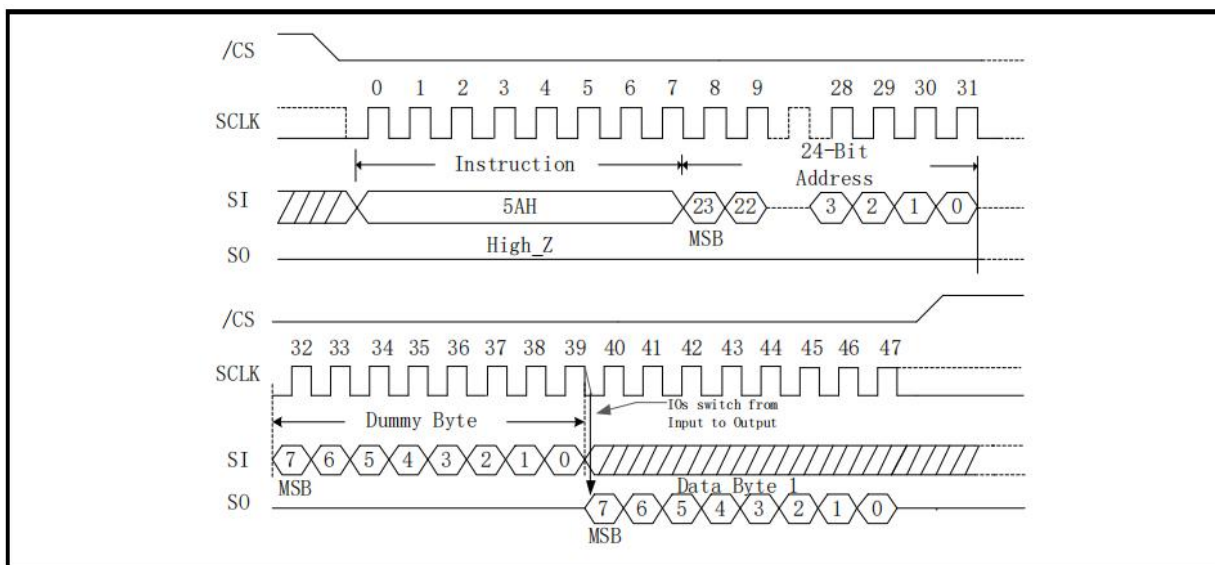 /CS
0 1 2 3 4 5 6 7 8 9 28 29 30 31
SCLK
Instruction
24-Bit
Address
SI
5AH 23 22 3 2 1 0
MSB
High_Z
SO
/CS
32 33 34 35 36 37 38 39 40 41 42 43 44 45 46 47
SCLK
IOs switch from
Input to Output
Dummy Byte
SI
7 6 5 4 3 2 1 0
MSB
Data Byte 1
SO
7 6 5 4 3 2 1 0
MSB